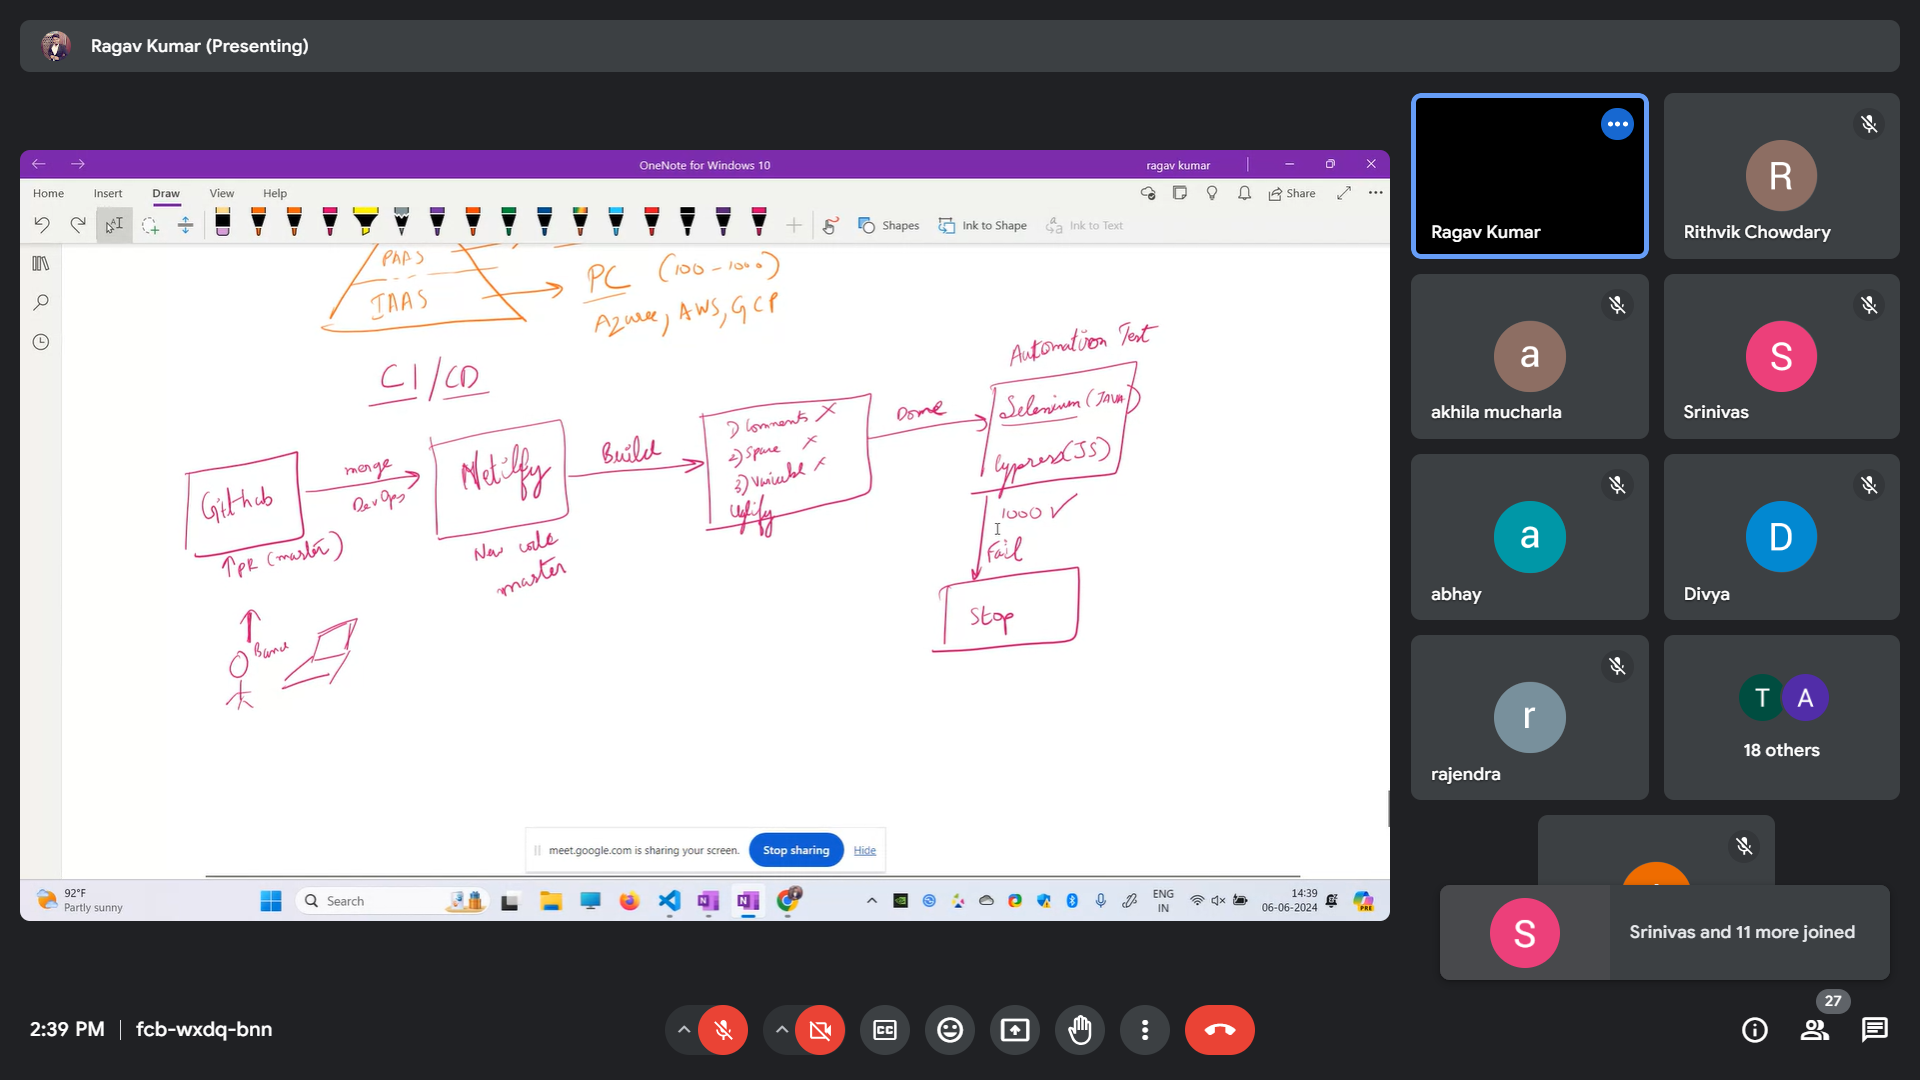 Ragav Kumar (Presenting)
OneNote for Windows 10
ragav kumar
Home
Insert
Draw
View
Help
Share
Shapes
Ink to Shape
Ink to Text
PAAS
IAAS
PC (100-1000)
Azure, AWS, GCP
CI/CD
Github
merge
DevOps
Netilfy
Build
1) Comments X
2) Space X
3) Variable X
Uglify
Done
Automation Test
Selenium (JAVA)
Cypress (JS)
1000 ✓
Fail
Stop
↑PR (master)
New code
master
meet.google.com is sharing your screen.
Stop sharing
Hide
92°F
Partly sunny
Search
ENG
IN
14:39
06-06-2024
PRE
Ragav Kumar
R
Rithvik Chowdary
a
akhila mucharla
S
Srinivas
a
abhay
D
Divya
r
rajendra
T
A
18 others
S
Srinivas and 11 more joined
2:39 PM
fcb-wxdq-bnn
CC
27